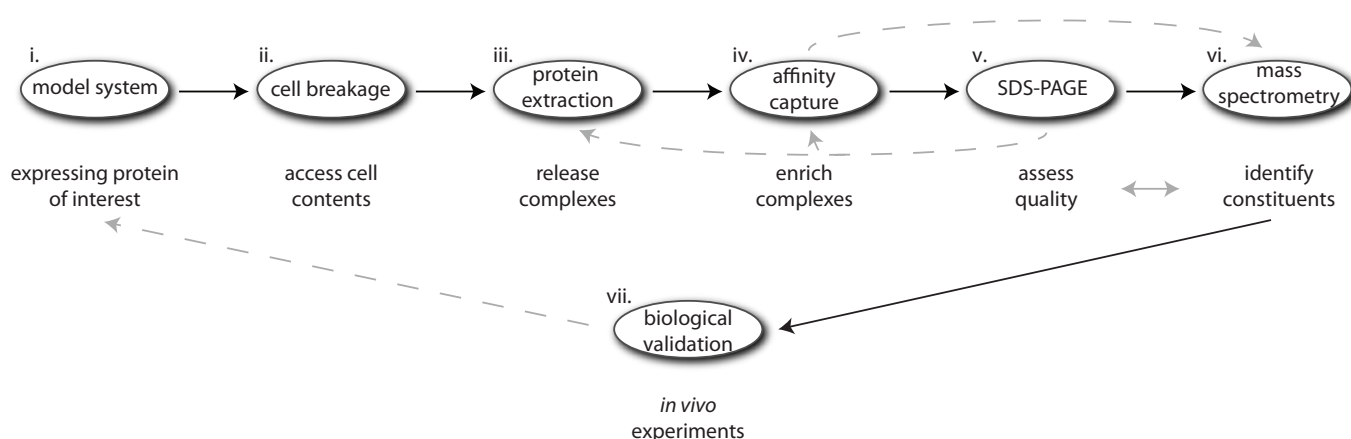 i.
model system
expressing protein
of interest
ii.
cell breakage
access cell
contents
iii.
protein
extraction
release
complexes
iv.
affinity
capture
enrich
complexes
v.
SDS-PAGE
assess
quality
vi.
mass
spectrometry
identify
constituents
vii.
biological
validation
in vivo
experiments